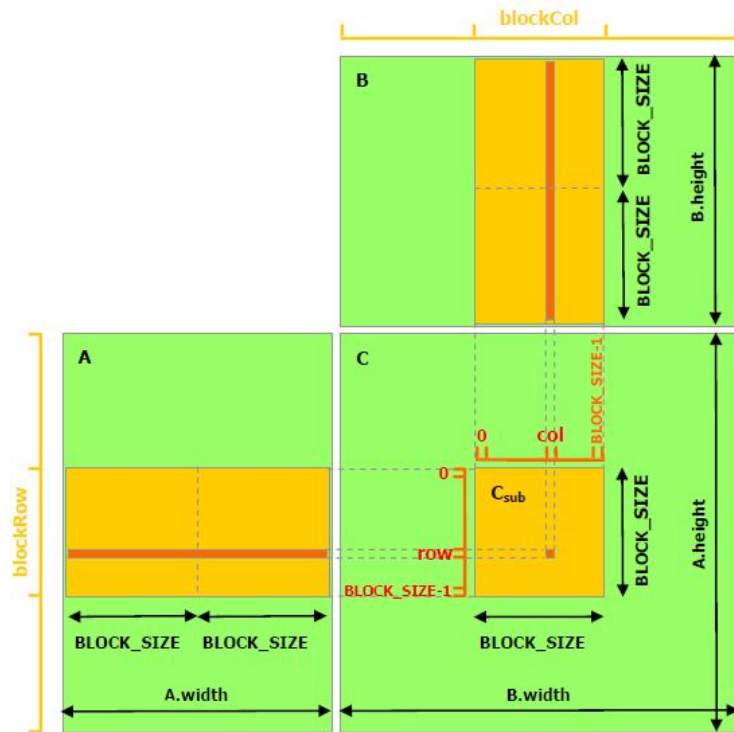 blockCol
B
BLOCK_SIZE
BLOCK_SIZE
B.height
A
C
BLOCK_SIZE-1
0
col
0
C_sub
blockRow
row
BLOCK_SIZE
A.height
BLOCK_SIZE-1
BLOCK_SIZE
BLOCK_SIZE
BLOCK_SIZE
A.width
B.width